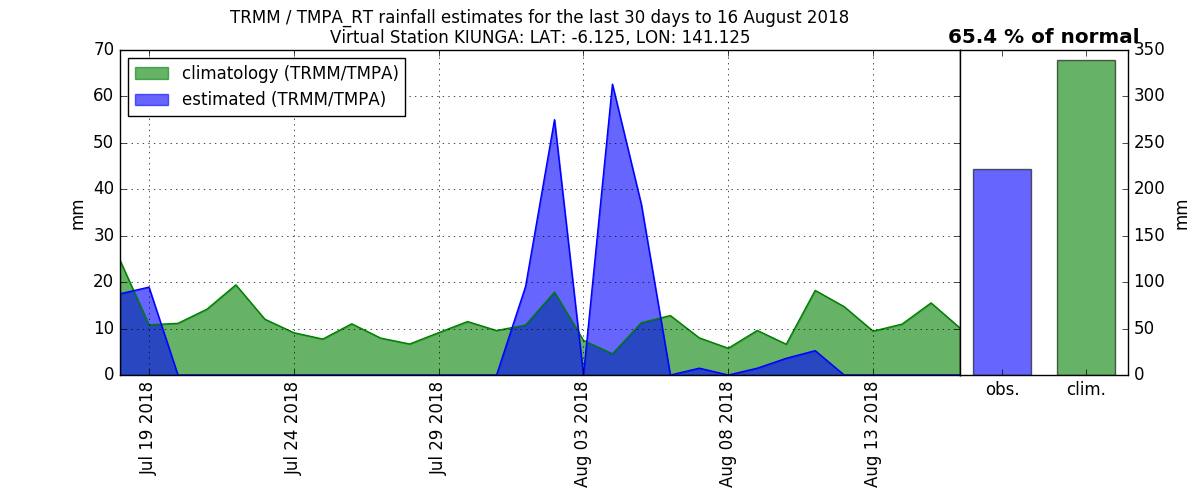 TRMM / TMPA_RT rainfall estimates for the last 30 days to 16 August 2018
Virtual Station KIUNGA: LAT: -6.125, LON: 141.125
65.4 % of normal
climatology (TRMM/TMPA)
estimated (TRMM/TMPA)
70
60
50
40
30
20
10
0
mm
350
300
250
200
150
100
50
0
mm
Jul 19 2018
Jul 24 2018
Jul 29 2018
Aug 03 2018
Aug 08 2018
Aug 13 2018
obs.
clim.